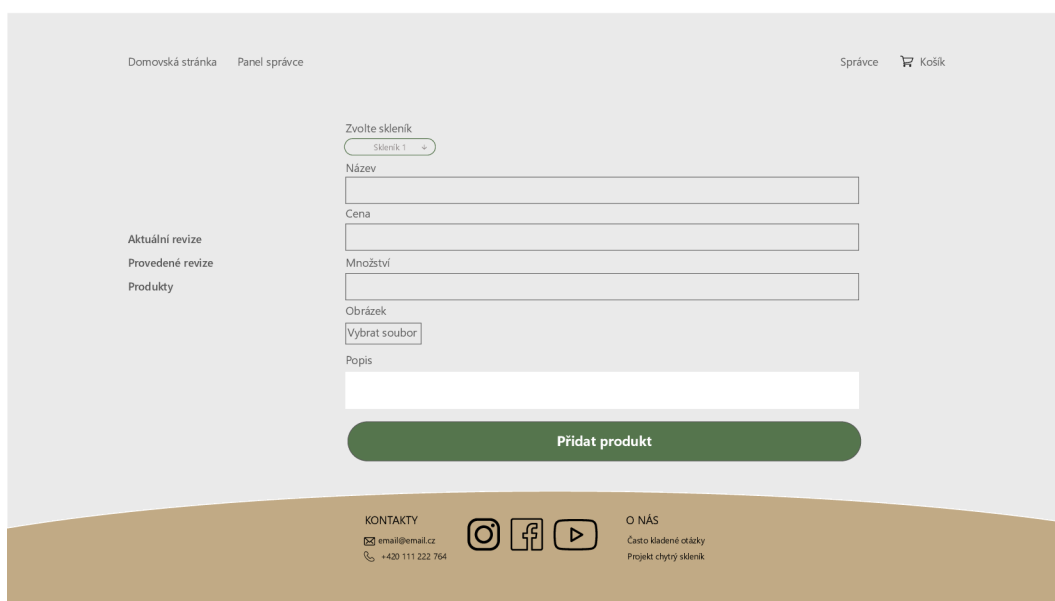 Domovská stránka Panel správce Správce Košík
Zvolte skleník
Skleník 1
Název
Cena
Aktuální revize
Provedené revize
Produkty
Množství
Obrázek
Vybrat soubor
Popis
Přidat produkt
KONTAKTY
email@email.cz
+420 111 222 764
O NÁS
Často kladené otázky
Projekt chytrý skleník